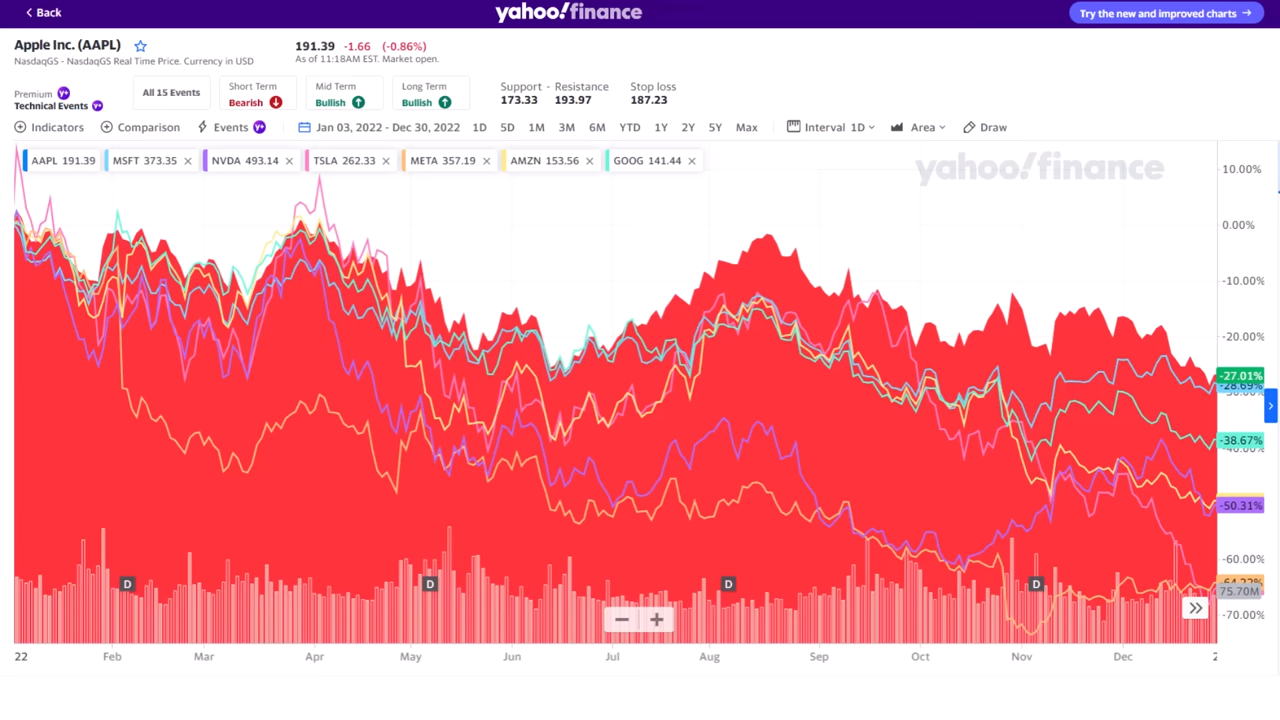 Back
yahoo!finance
Try the new and improved charts
Apple Inc. (AAPL)
191.39 -1.66 (-0.86%)
NasdaqGS - NasdaqGS Real Time Price. Currency in USD
As of 11:18AM EST. Market open.
Premium Y+
Technical Events Y+
All 15 Events
Short Term
Bearish
Mid Term
Bullish
Long Term
Bullish
Support - Resistance
173.33 193.97
Stop loss
187.23
Indicators Comparison Events Y+ Jan 03, 2022 - Dec 30, 2022 1D 5D 1M 3M 6M YTD 1Y 2Y 5Y Max Interval 1D Area Draw
AAPL 191.39 MSFT 373.35 NVDA 493.14 TSLA 262.33 META 357.19 AMZN 153.56 GOOG 141.44
yahoo!finance
10.00%
0.00%
-10.00%
-20.00%
-27.01%
-28.69%
-38.67%
-40.00%
-50.31%
-60.00%
75.70M
-70.00%
D D D D
22 Feb Mar Apr May Jun Jul Aug Sep Oct Nov Dec